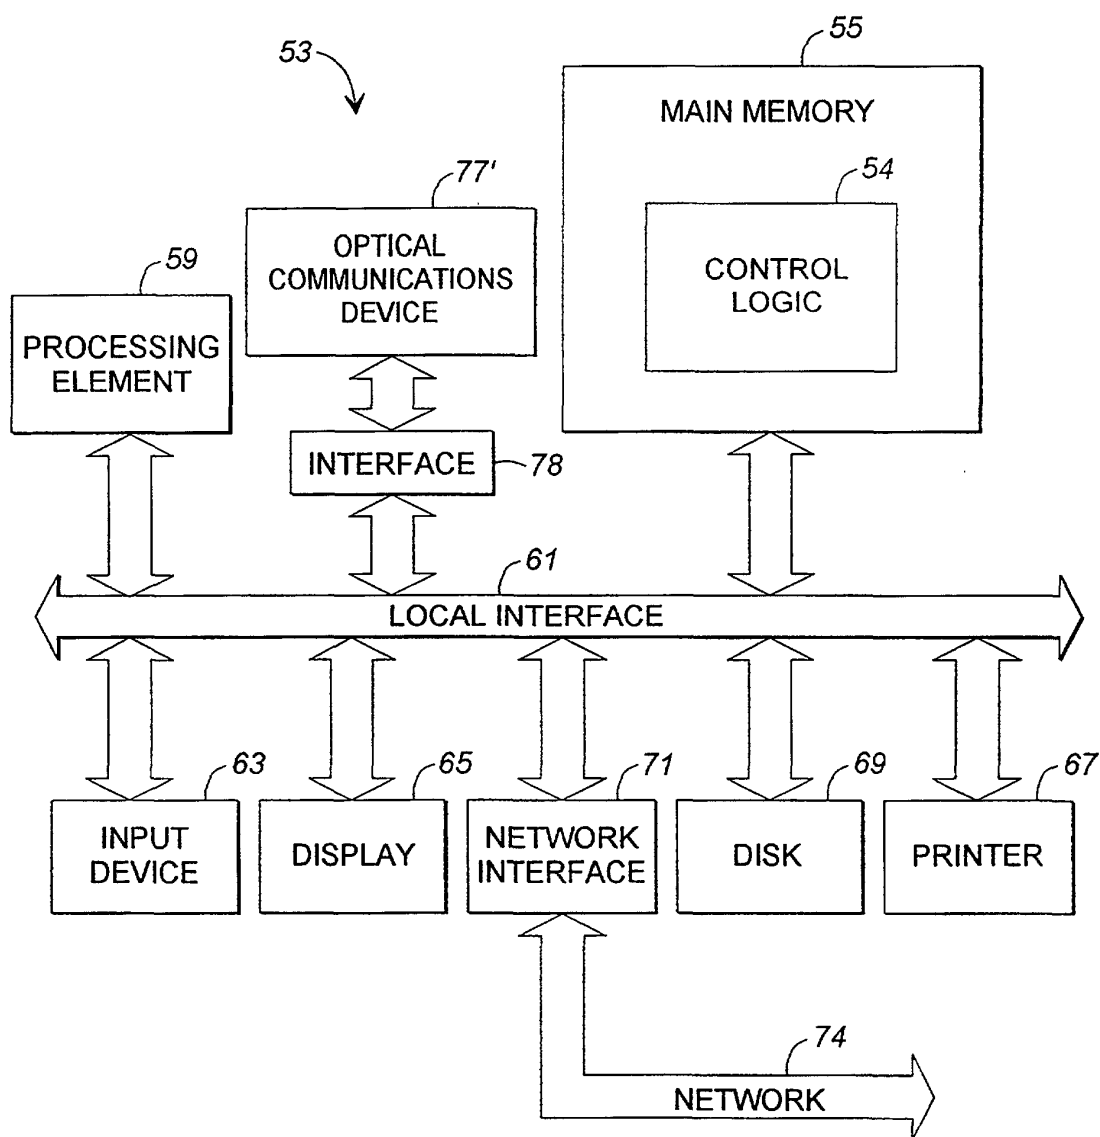 53
55
MAIN MEMORY
54
CONTROL
LOGIC
77'
OPTICAL
COMMUNICATIONS
DEVICE
59
PROCESSING
ELEMENT
INTERFACE
78
61
LOCAL INTERFACE
63
INPUT
DEVICE
65
DISPLAY
71
NETWORK
INTERFACE
69
DISK
67
PRINTER
74
NETWORK